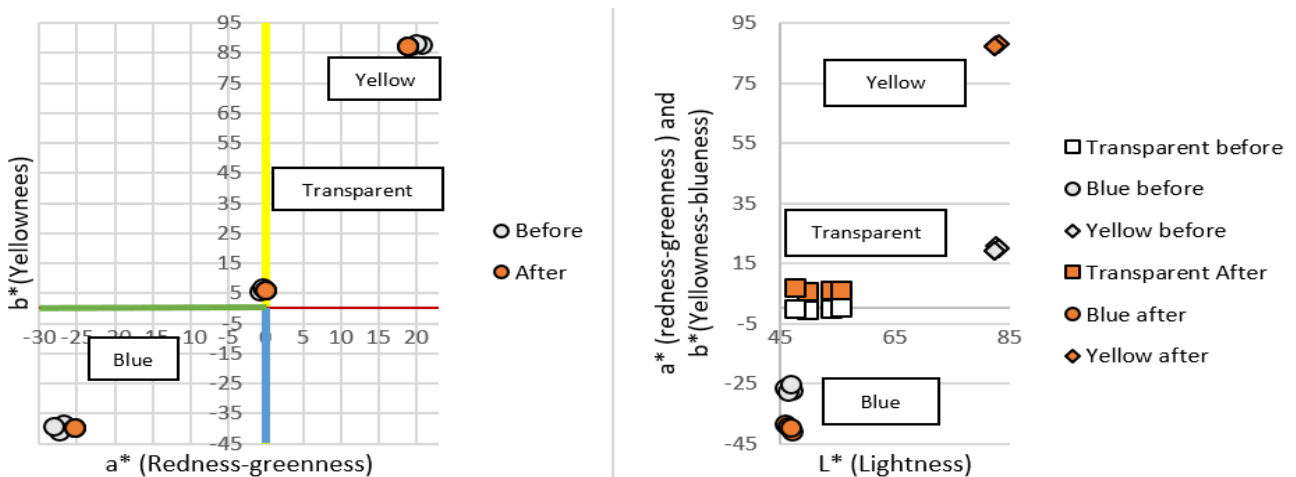 95
85
75
65
55
45
35
25
15
5
-5
-15
-25
-35
-45
-30 -25 -20 -15 -10 -5 0 5 10 15 20
b*(Yellownees)
a* (Redness-greenness)
Yellow
Transparent
Blue
Before
After
95
75
55
35
15
-5
-25
-45
45 65 85
a* (redness-greenness ) and
b*(Yellowness-blueness)
L* (Lightness)
Yellow
Transparent
Blue
Transparent before
Blue before
Yellow before
Transparent After
Blue after
Yellow after